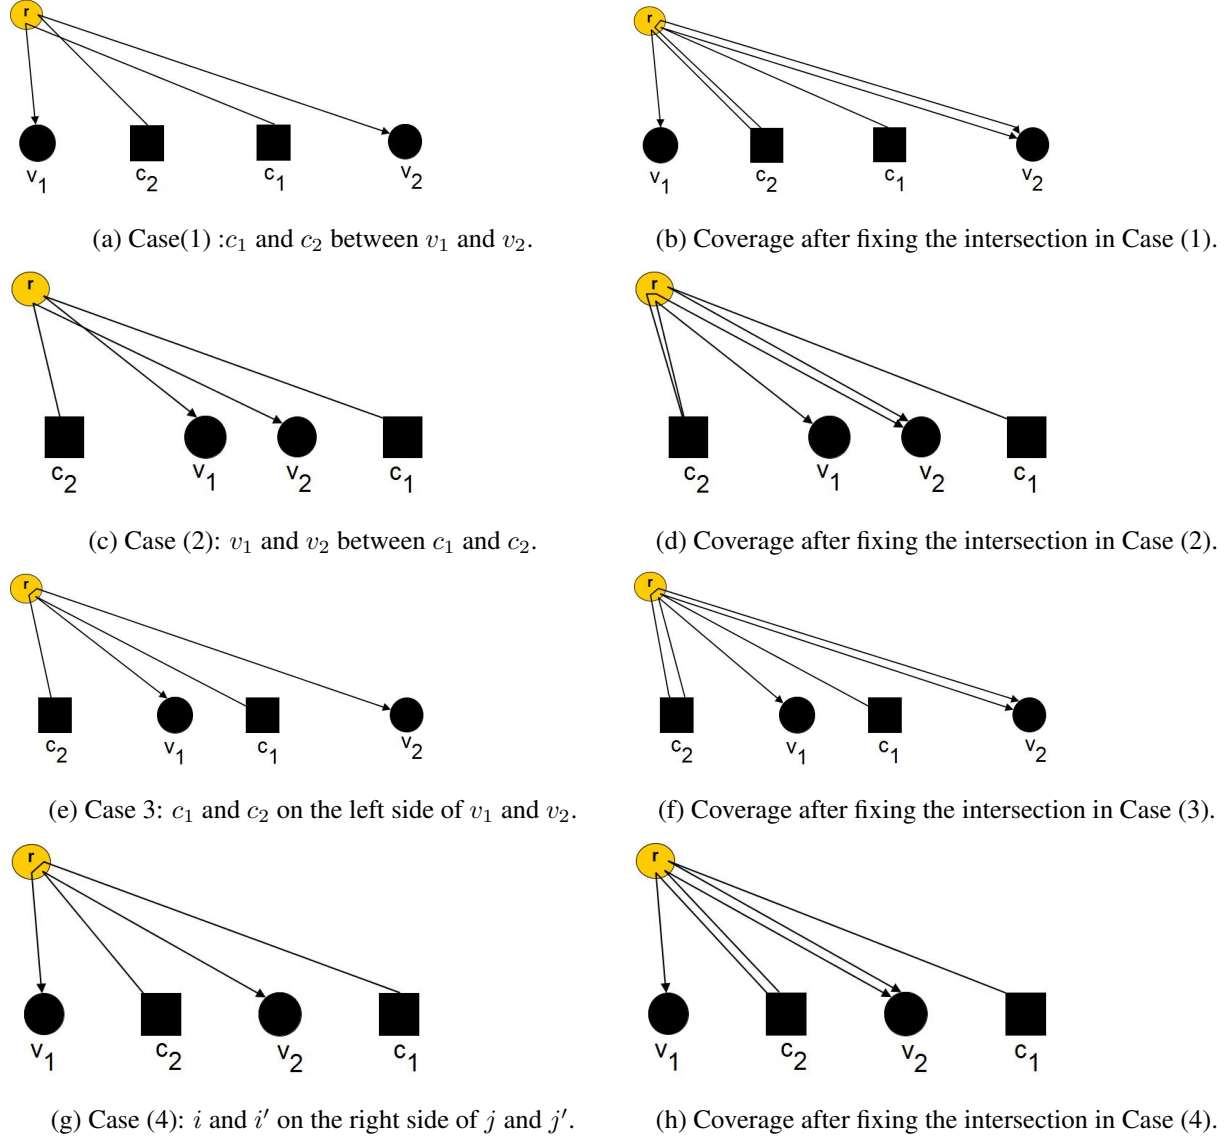 r
r
v1
c2
c1
v2
v1
c2
c1
v2
(a) Case(1) :c1 and c2 between v1 and v2.
(b) Coverage after fixing the intersection in Case (1).
r
r
c2
v1
v2
c1
c2
v1
v2
c1
(c) Case (2): v1 and v2 between c1 and c2.
(d) Coverage after fixing the intersection in Case (2).
r
r
c2
v1
c1
v2
c2
v1
c1
v2
(e) Case 3: c1 and c2 on the left side of v1 and v2.
(f) Coverage after fixing the intersection in Case (3).
r
r
v1
c2
v2
c1
v1
c2
v2
c1
(g) Case (4): i and i′ on the right side of j and j′.
(h) Coverage after fixing the intersection in Case (4).